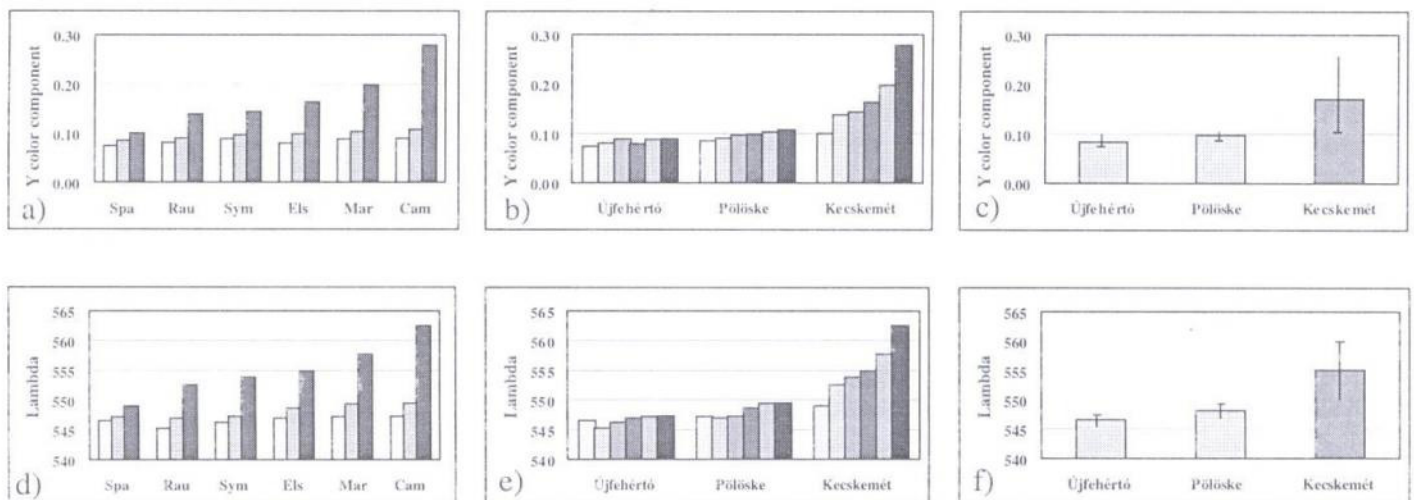 Y color component
0.30
0.20
0.10
0.00
Spa Rau Sym Els Mar Cam
a)
Y color component
0.30
0.20
0.10
0.00
Újfehértó Pölöske Kecskemét
b)
Y color component
0.30
0.20
0.10
0.00
Újfehértó Pölöske Kecskemét
c)
Lambda
565
560
555
550
545
540
Spa Rau Sym Els Mar Cam
d)
Lambda
565
560
555
550
545
540
Újfehértó Pölöske Kecskemét
e)
Lambda
565
560
555
550
545
540
Újfehértó Pölöske Kecskemét
f)